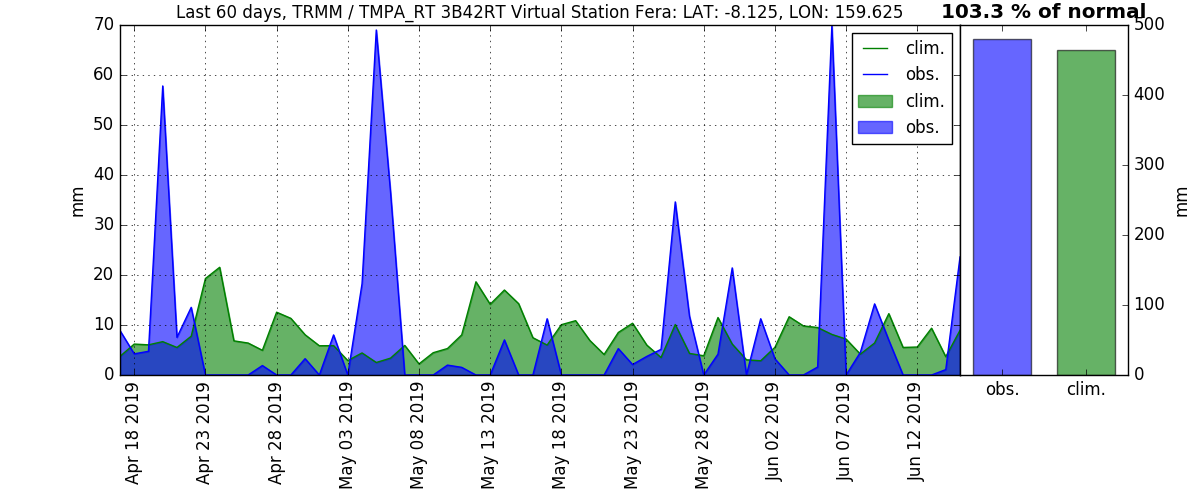 Last 60 days, TRMM / TMPA_RT 3B42RT Virtual Station Fera: LAT: -8.125, LON: 159.625
103.3 % of normal
70
60
50
40
30
20
10
0
mm
clim.
obs.
clim.
obs.
500
400
300
200
100
0
mm
obs.
clim.
Apr 18 2019
Apr 23 2019
Apr 28 2019
May 03 2019
May 08 2019
May 13 2019
May 18 2019
May 23 2019
May 28 2019
Jun 02 2019
Jun 07 2019
Jun 12 2019